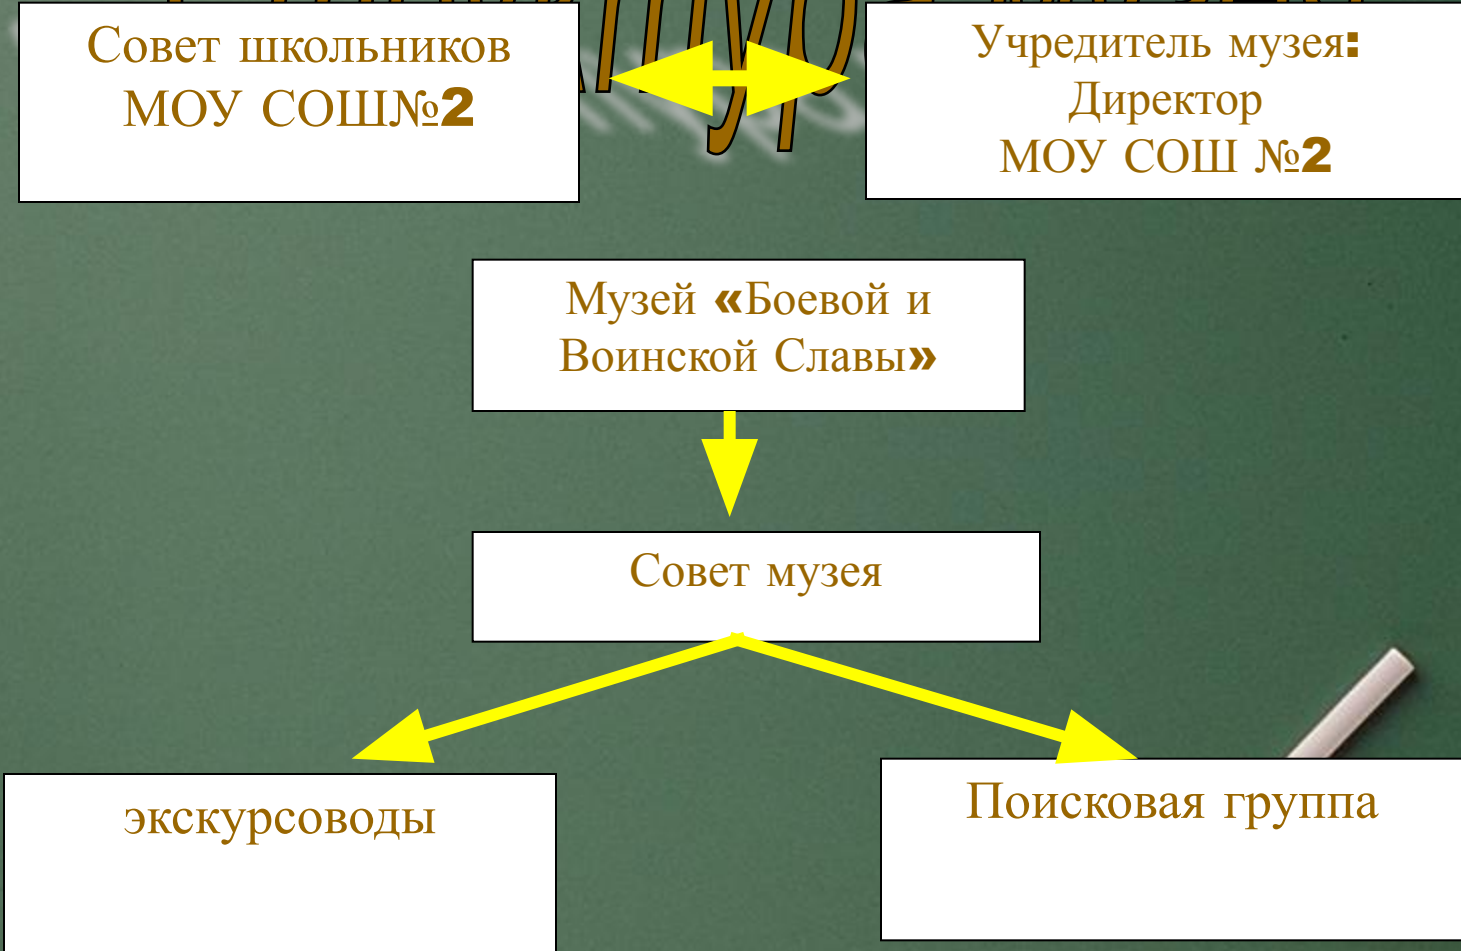 Совет школьников
МОУ СОШ№2
Учредитель музея:
Директор
МОУ СОШ №2
Музей «Боевой и
Воинской Славы»
Совет музея
экскурсоводы
Поисковая группа